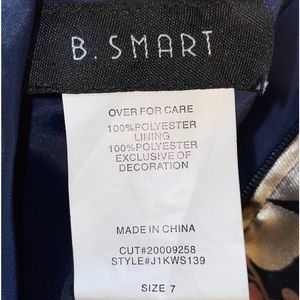 B. SMART
OVER FOR CARE
100%POLYESTER
LINING
100%POLYESTER
EXCLUSIVE OF
DECORATION
MADE IN CHINA
CUT#20009258
STYLE#J1KWS139
SIZE 7